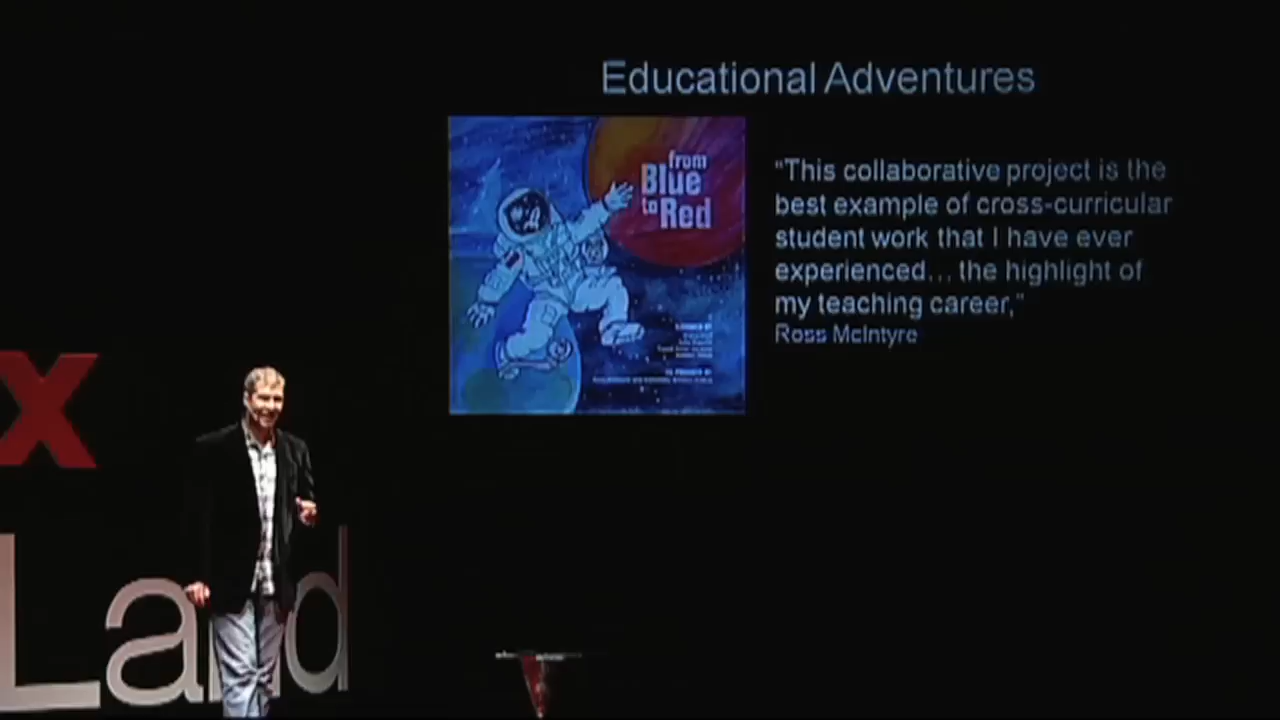 Educational Adventures
from
Blue
to Red
"This collaborative project is the
best example of cross-curricular
student work that I have ever
experienced... the highlight of
my teaching career,"
Ross McIntyre
x
Land